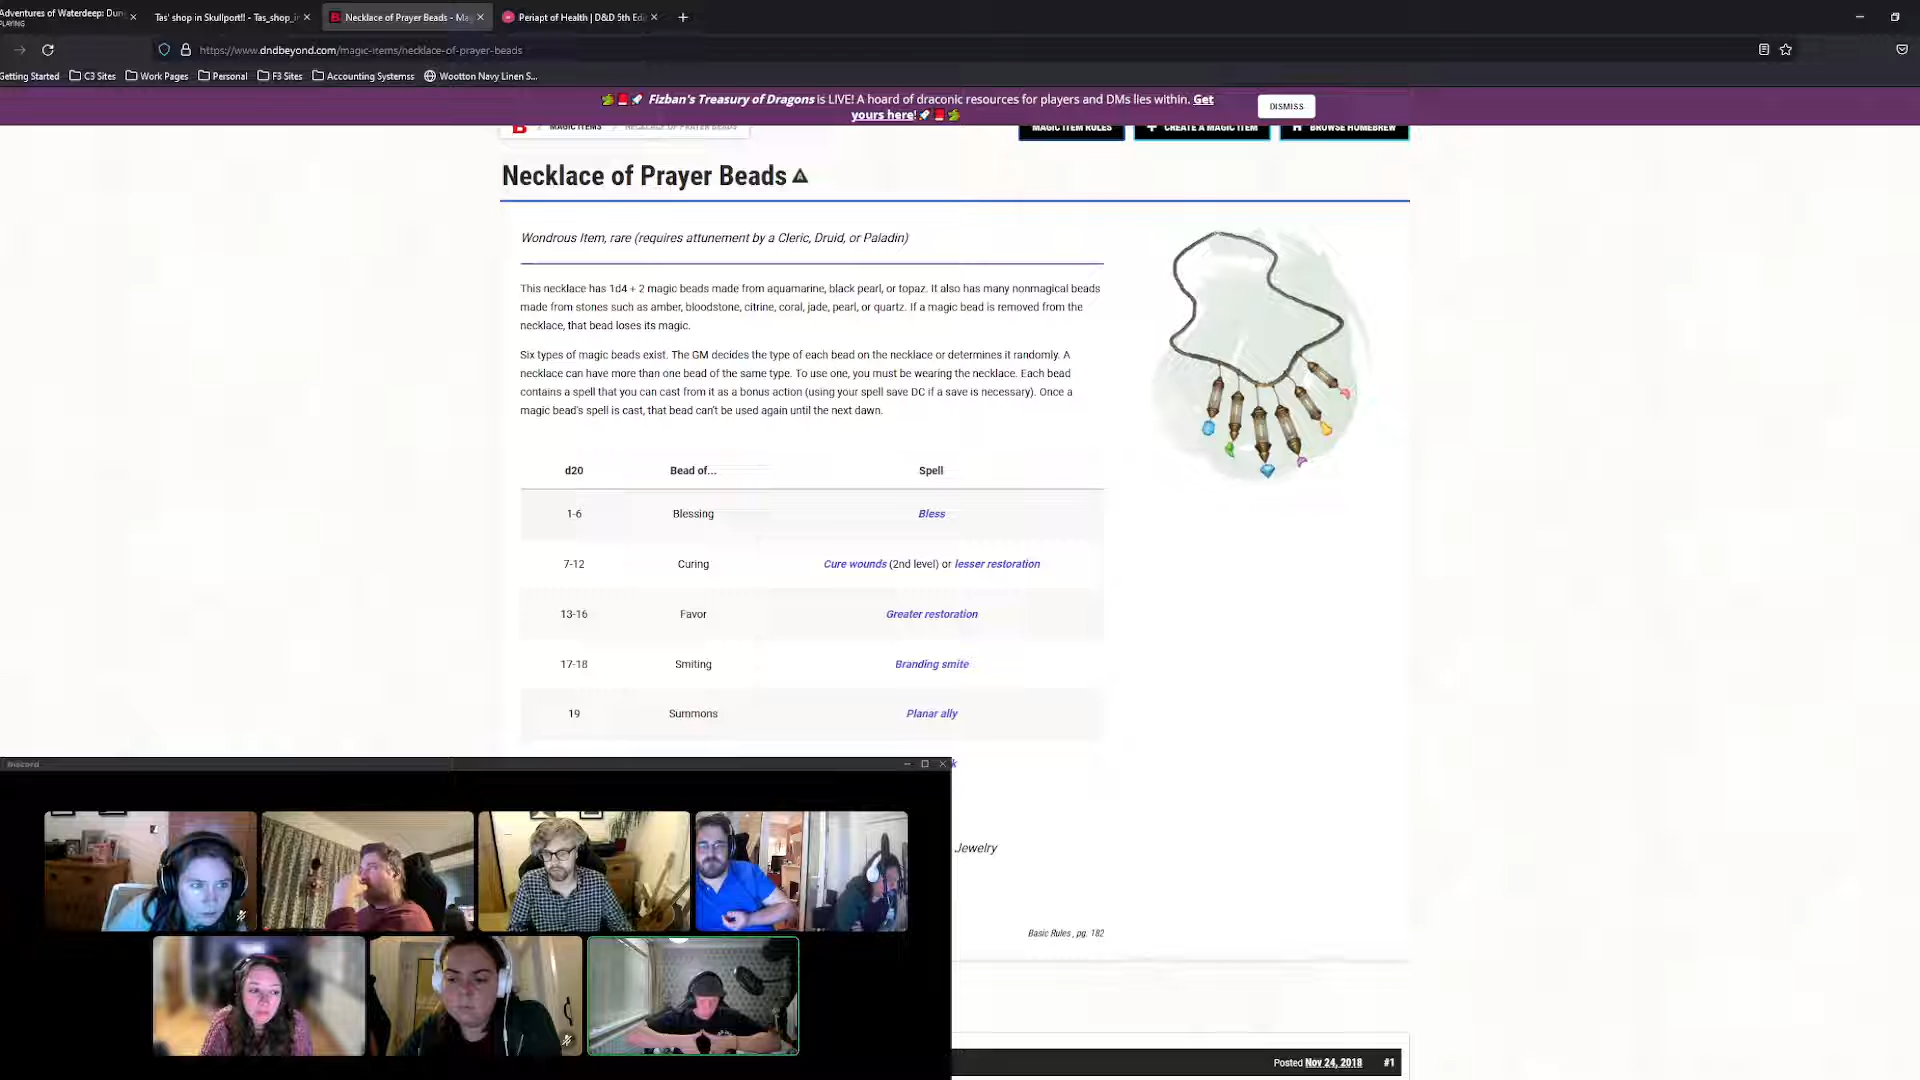 Adventures of Waterdeep: Dun
PLAYING
Tas' shop in Skullport!! - Tas_shop_i
Necklace of Prayer Beads - Ma
Periapt of Health | D&D 5th Ed
https://www.dndbeyond.com/magic-items/necklace-of-prayer-beads
Getting Started C3 Sites Work Pages Personal F3 Sites Accounting Systemss Wootton Navy Linen S...
Fizban's Treasury of Dragons is LIVE! A hoard of draconic resources for players and DMs lies within. Get
yours here!
DISMISS
MAGIC ITEMS NECKLACE OF PRAYER BEADS
MAGIC ITEM RULES
CREATE A MAGIC ITEM
BROWSE HOMEBREW
Necklace of Prayer Beads
Wondrous Item, rare (requires attunement by a Cleric, Druid, or Paladin)
This necklace has 1d4 + 2 magic beads made from aquamarine, black pearl, or topaz. It also has many nonmagical beads
made from stones such as amber, bloodstone, citrine, coral, jade, pearl, or quartz. If a magic bead is removed from the
necklace, that bead loses its magic.
Six types of magic beads exist. The GM decides the type of each bead on the necklace or determines it randomly. A
necklace can have more than one bead of the same type. To use one, you must be wearing the necklace. Each bead
contains a spell that you can cast from it as a bonus action (using your spell save DC if a save is necessary). Once a
magic bead's spell is cast, that bead can't be used again until the next dawn.
d20 Bead of... Spell
1-6 Blessing Bless
7-12 Curing Cure wounds (2nd level) or lesser restoration
13-16 Favor Greater restoration
17-18 Smiting Branding smite
19 Summons Planar ally
Discord
k
Jewelry
Basic Rules , pg. 182
Posted Nov 24, 2018 #1